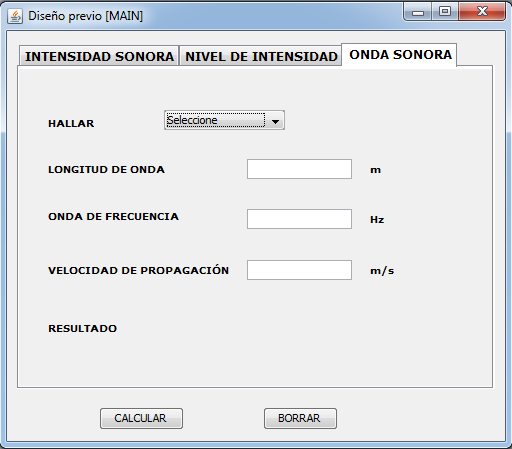 Diseño previo [MAIN]
INTENSIDAD SONORA NIVEL DE INTENSIDAD ONDA SONORA
HALLAR Seleccione
LONGITUD DE ONDA m
ONDA DE FRECUENCIA Hz
VELOCIDAD DE PROPAGACIÓN m/s
RESULTADO
CALCULAR BORRAR